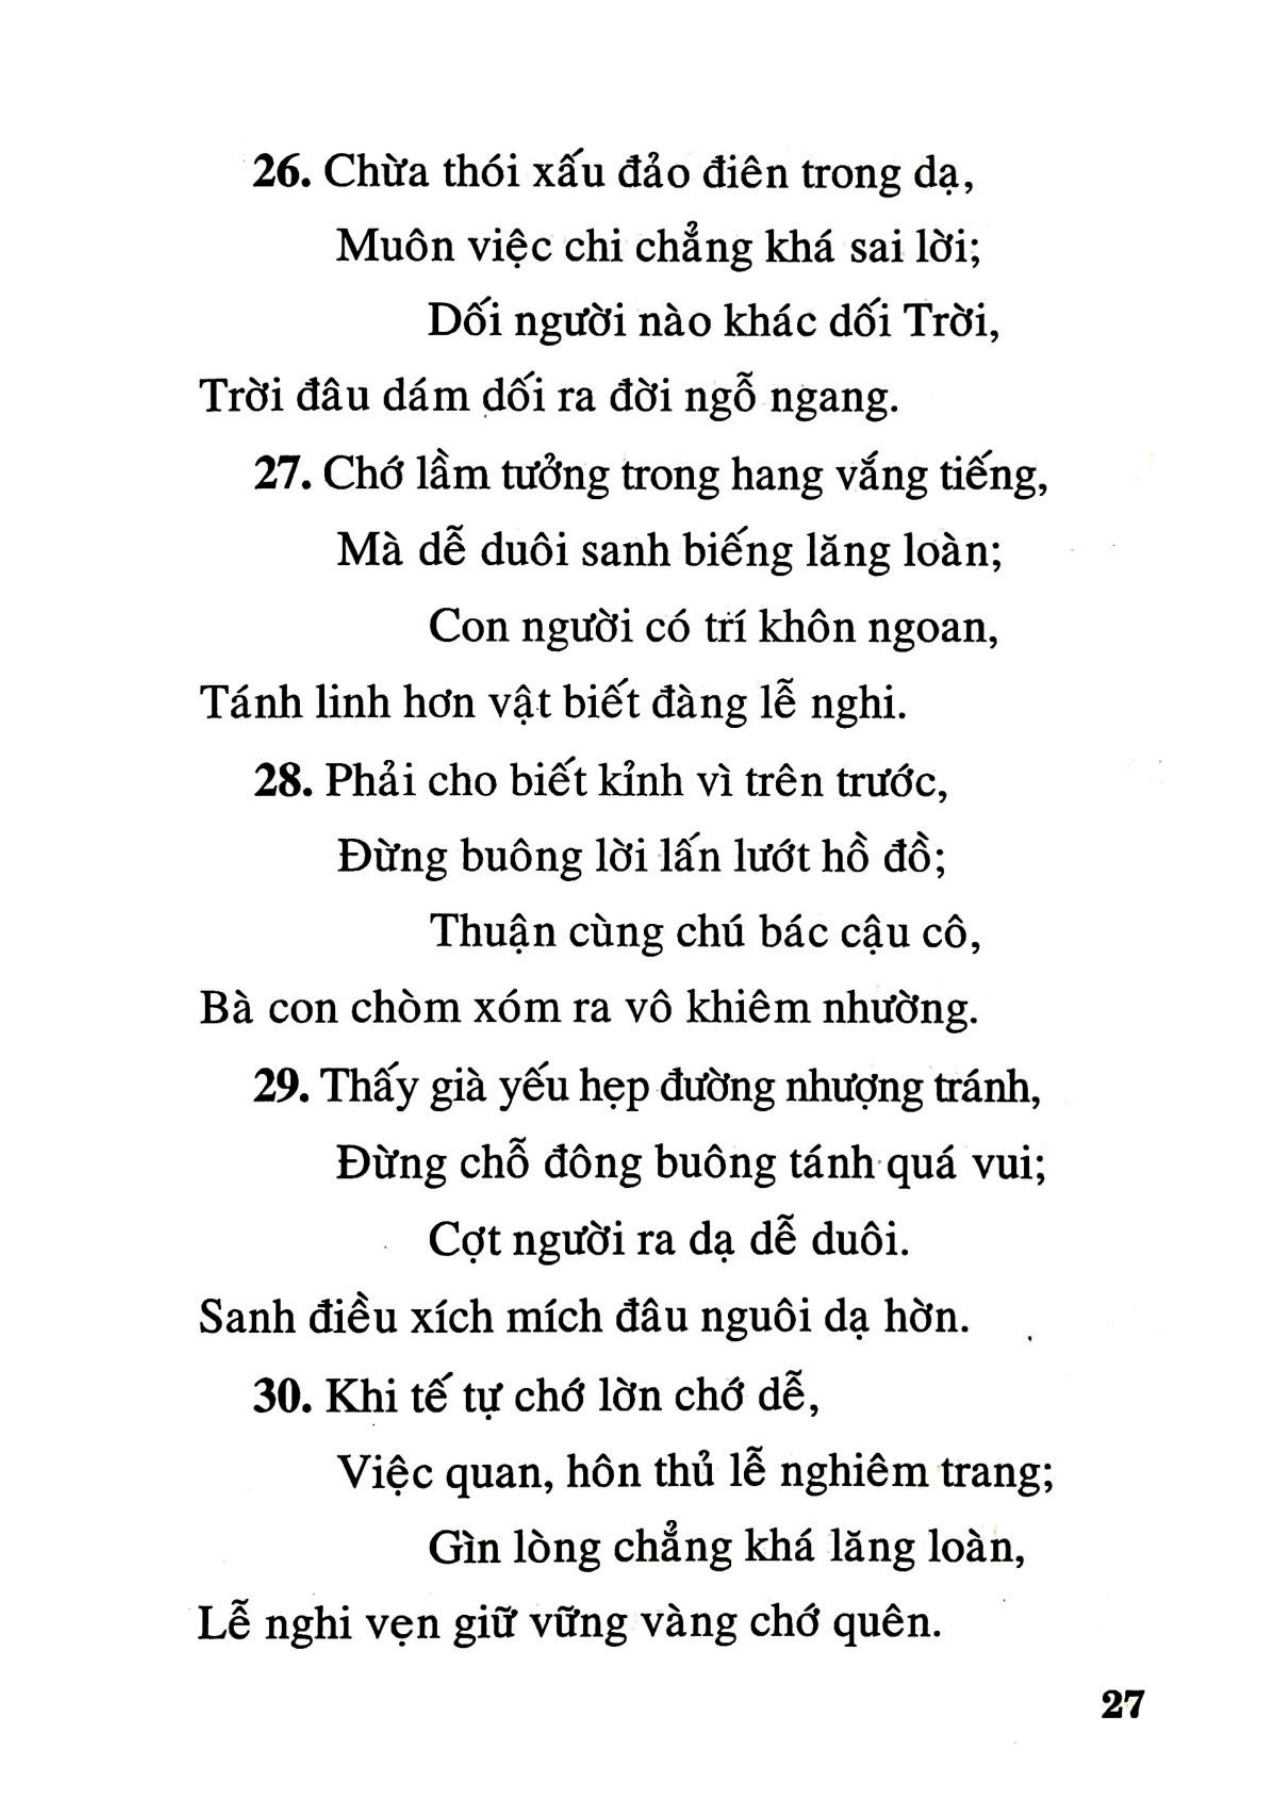 26. Chừa thói xấu đảo điên trong dạ,
Muôn việc chi chẳng khá sai lời;
Dối người nào khác dối Trời,
Trời đâu dám dối ra đời ngỗ ngang.
27. Chớ lầm tưởng trong hang vắng tiếng,
Mà dễ duôi sanh biếng lăng loàn;
Con người có trí khôn ngoan,
Tánh linh hơn vật biết đàng lễ nghi.
28. Phải cho biết kỉnh vì trên trước,
Đừng buông lời lấn lướt hồ đồ;
Thuận cùng chú bác cậu cô,
Bà con chòm xóm ra vô khiêm nhường.
29. Thấy già yếu hẹp đường nhượng tránh,
Đừng chỗ đông buông tánh quá vui;
Cợt người ra dạ dễ duôi.
Sanh điều xích mích đâu nguôi dạ hờn.
30. Khi tế tự chớ lờn chớ dễ,
Việc quan, hôn thủ lễ nghiêm trang;
Gìn lòng chẳng khá lăng loàn,
Lễ nghi vẹn giữ vững vàng chớ quên.
27